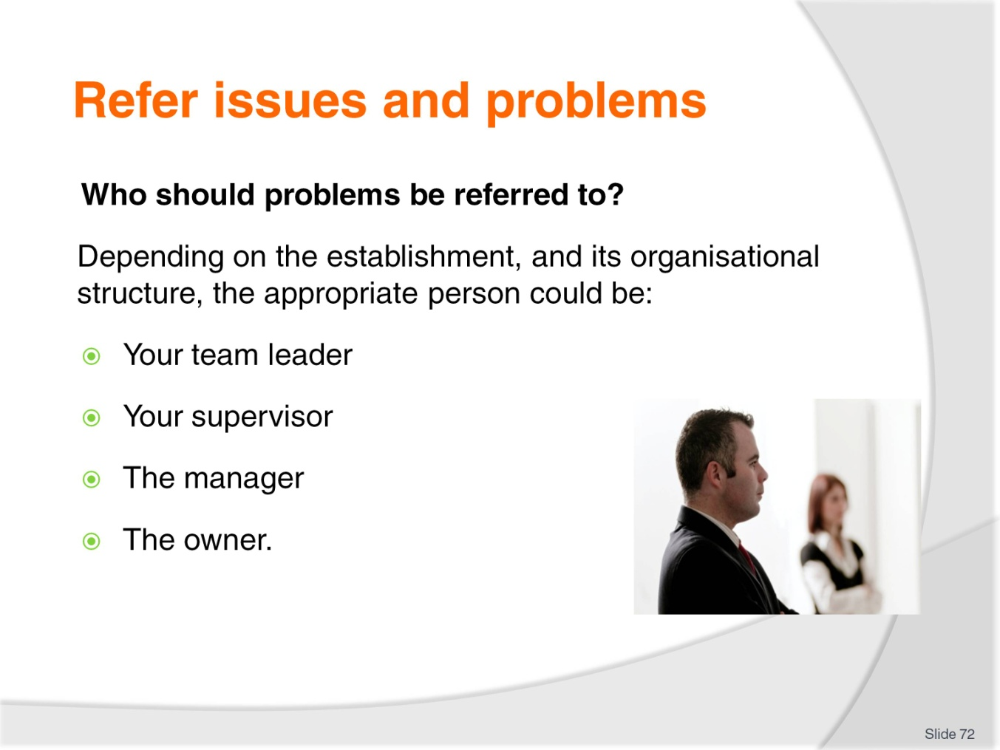 Refer issues and problems
Who should problems be referred to?
Depending on the establishment, and its organisational
structure, the appropriate person could be:
Your team leader
Your supervisor
The manager
The owner.
Slide 72